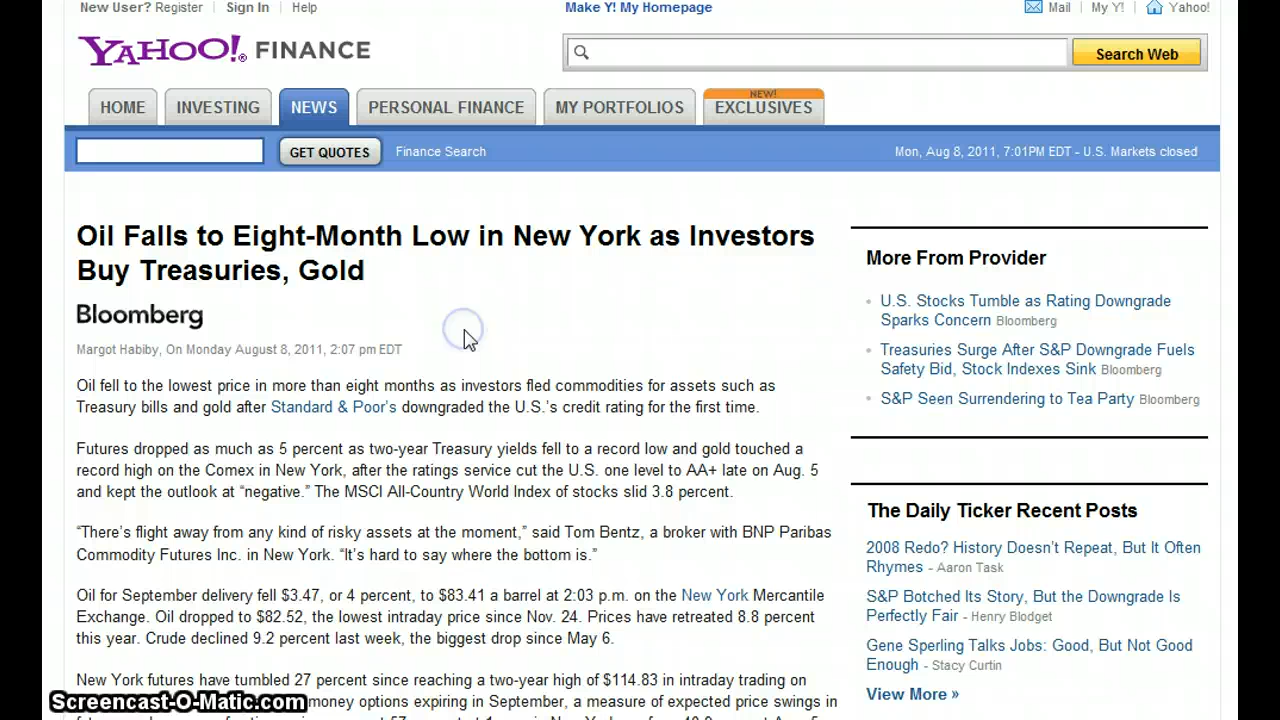 New User? Register | Sign In | Help Make Y! My Homepage Mail | My Y! | Yahoo!
YAHOO! FINANCE Search Web
HOME INVESTING NEWS PERSONAL FINANCE MY PORTFOLIOS NEW! EXCLUSIVES
GET QUOTES Finance Search Mon, Aug 8, 2011, 7:01PM EDT - U.S. Markets closed
Oil Falls to Eight-Month Low in New York as Investors
Buy Treasuries, Gold
Bloomberg
Margot Habiby, On Monday August 8, 2011, 2:07 pm EDT
Oil fell to the lowest price in more than eight months as investors fled commodities for assets such as
Treasury bills and gold after Standard & Poor's downgraded the U.S.'s credit rating for the first time.
Futures dropped as much as 5 percent as two-year Treasury yields fell to a record low and gold touched a
record high on the Comex in New York, after the ratings service cut the U.S. one level to AA+ late on Aug. 5
and kept the outlook at “negative.” The MSCI All-Country World Index of stocks slid 3.8 percent.
“There's flight away from any kind of risky assets at the moment,” said Tom Bentz, a broker with BNP Paribas
Commodity Futures Inc. in New York. “It's hard to say where the bottom is.”
Oil for September delivery fell $3.47, or 4 percent, to $83.41 a barrel at 2:03 p.m. on the New York Mercantile
Exchange. Oil dropped to $82.52, the lowest intraday price since Nov. 24. Prices have retreated 8.8 percent
this year. Crude declined 9.2 percent last week, the biggest drop since May 6.
New York futures have tumbled 27 percent since reaching a two-year high of $114.83 in intraday trading on
money options expiring in September, a measure of expected price swings in
Screencast-O-Matic.com
More From Provider
U.S. Stocks Tumble as Rating Downgrade
Sparks Concern Bloomberg
Treasuries Surge After S&P Downgrade Fuels
Safety Bid, Stock Indexes Sink Bloomberg
S&P Seen Surrendering to Tea Party Bloomberg
The Daily Ticker Recent Posts
2008 Redo? History Doesn't Repeat, But It Often
Rhymes - Aaron Task
S&P Botched Its Story, But the Downgrade Is
Perfectly Fair - Henry Blodget
Gene Sperling Talks Jobs: Good, But Not Good
Enough - Stacy Curtin
View More »